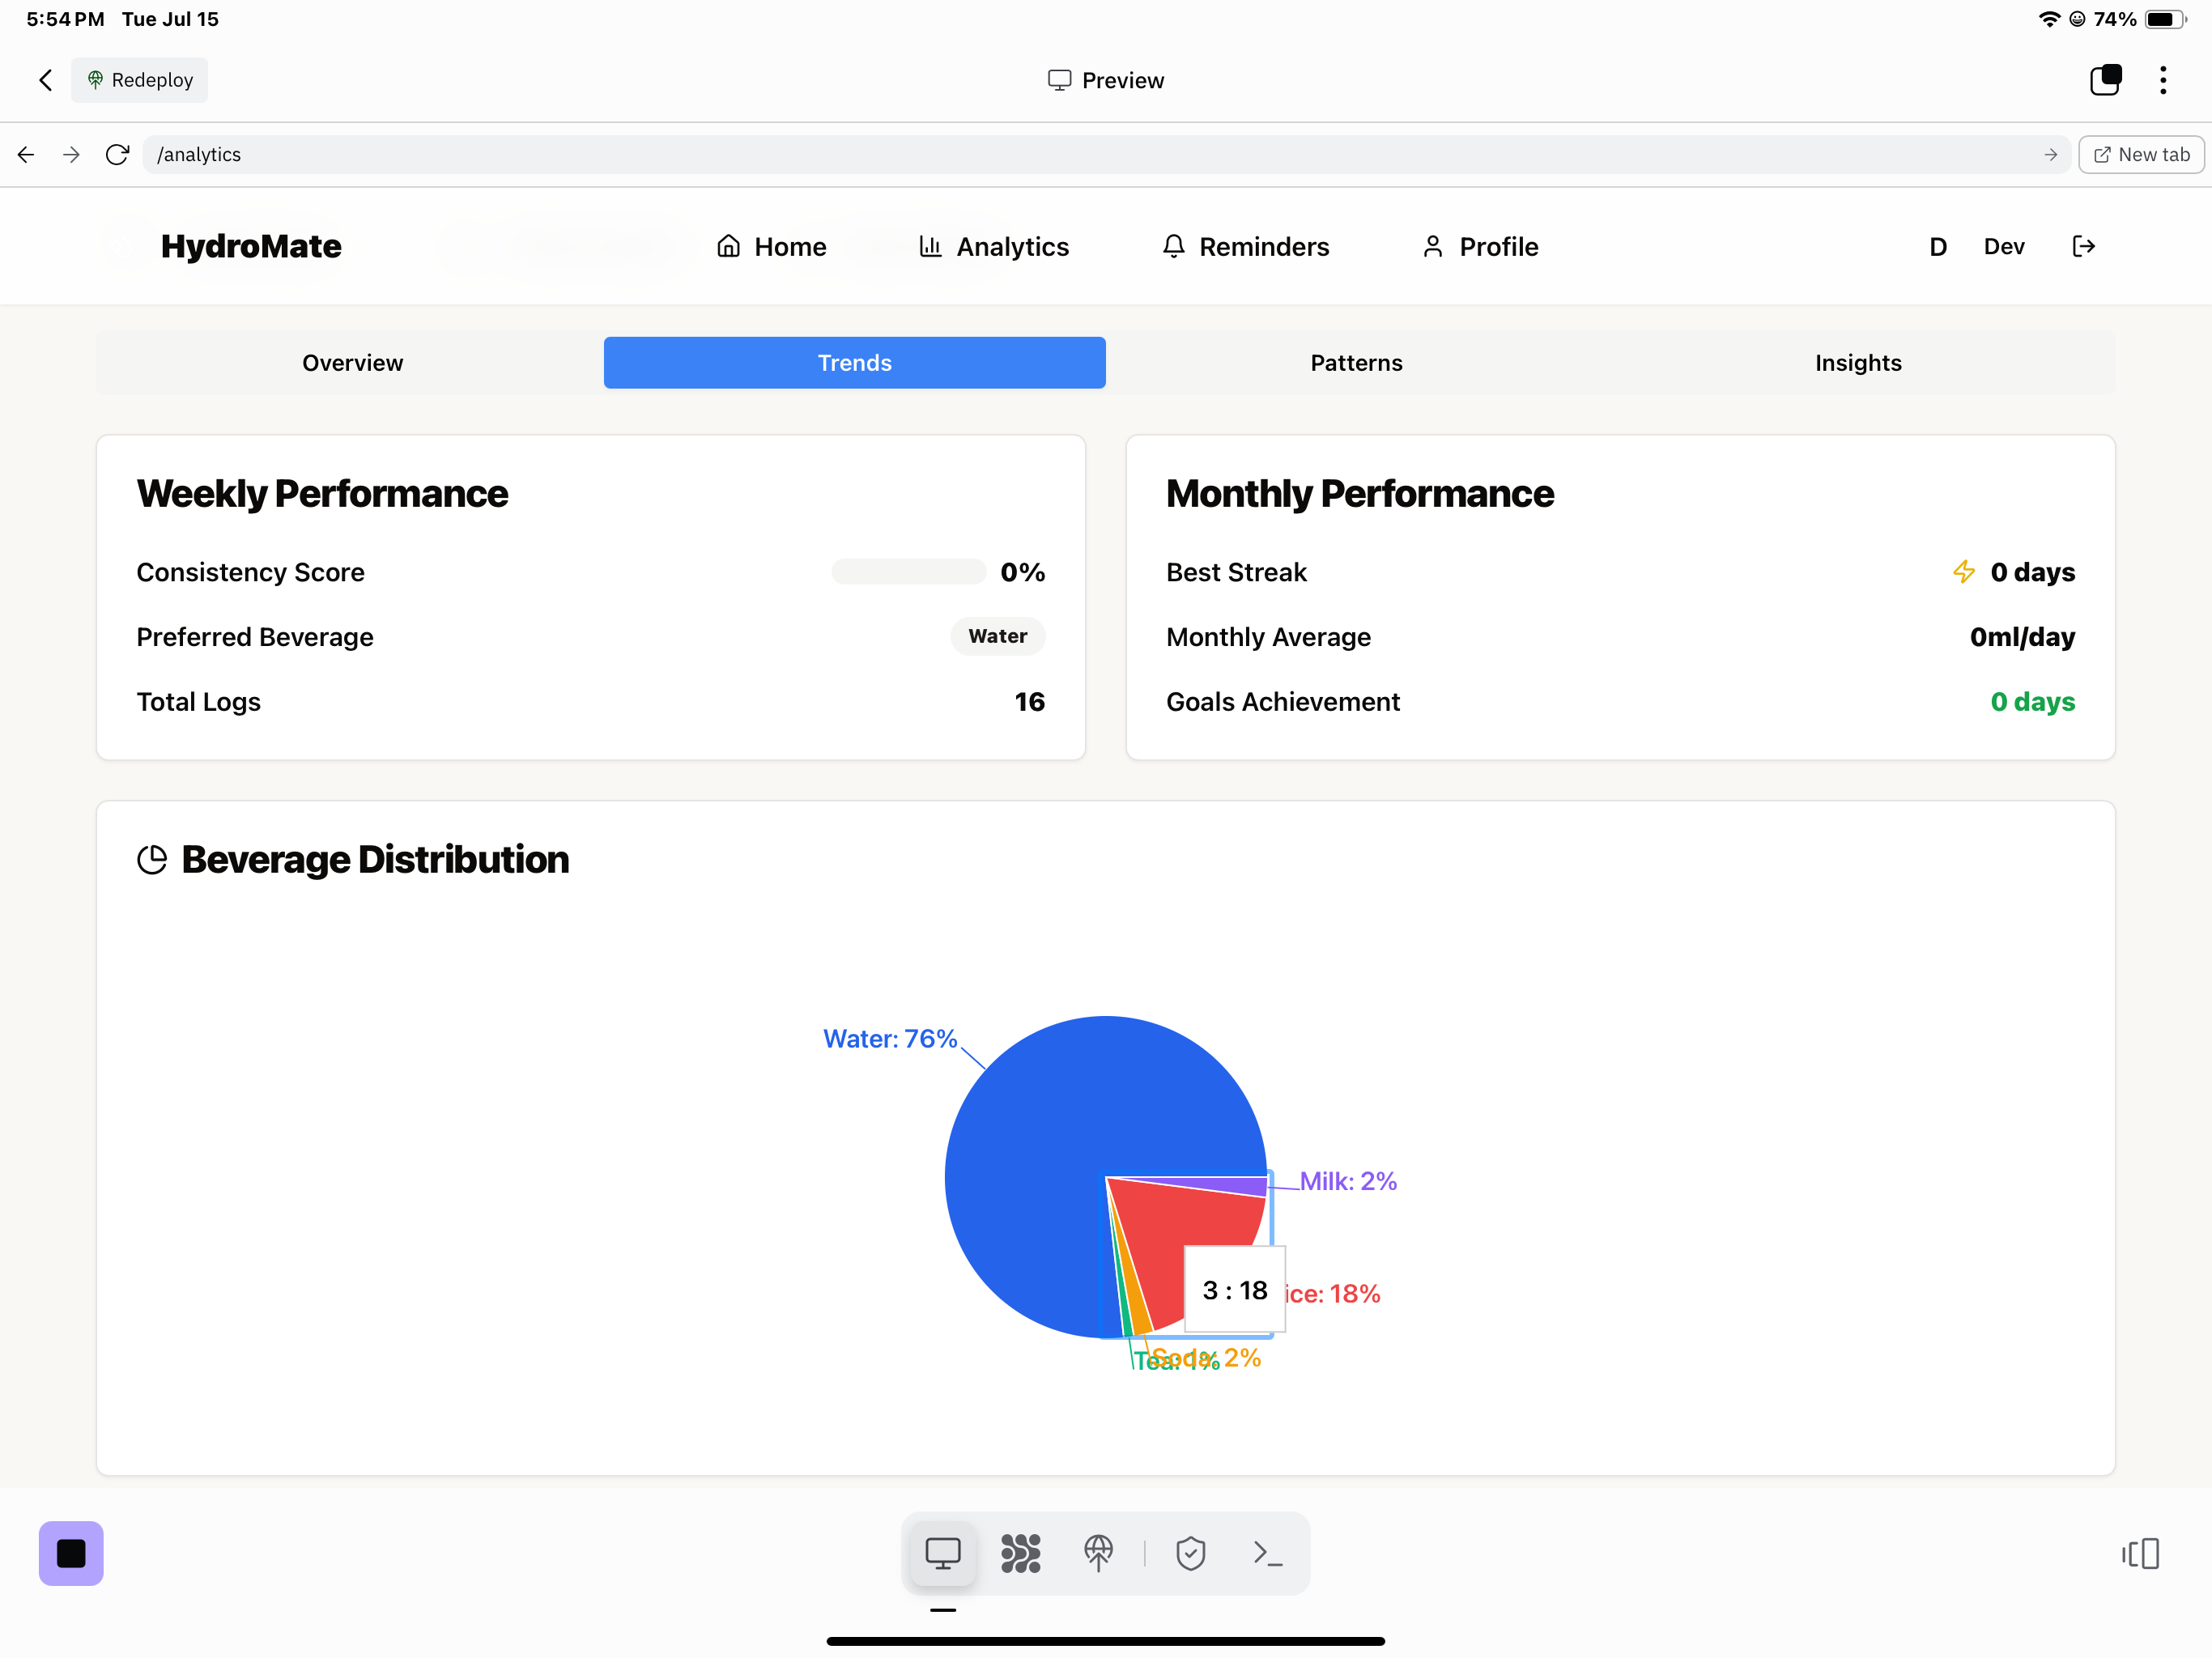 5:54 PM Tue Jul 15
74%
Redeploy
Preview
/analytics
New tab
HydroMate
Home
Analytics
Reminders
Profile
D
Dev
Overview
Trends
Patterns
Insights
Weekly Performance
Consistency Score
0%
Preferred Beverage
Water
Total Logs
16
Monthly Performance
Best Streak
0 days
Monthly Average
0ml/day
Goals Achievement
0 days
Beverage Distribution
Water: 76%
Milk: 2%
3 : 18
ice: 18%
Tea: 1%
Soda: 2%